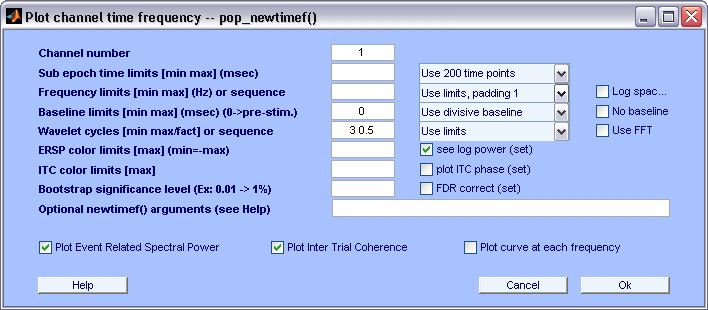 Plot channel time frequency -- pop_newtimef()
Channel number 1
Sub epoch time limits [min max] (msec) Use 200 time points
Frequency limits [min max] (Hz) or sequence Use limits, padding 1 Log spac...
Baseline limits [min max] (msec) (0->pre-stim.) 0 Use divisive baseline No baseline
Wavelet cycles [min max/fact] or sequence 3 0.5 Use limits Use FFT
ERSP color limits [max] (min=-max) see log power (set)
ITC color limits [max] plot ITC phase (set)
Bootstrap significance level (Ex: 0.01 -> 1%) FDR correct (set)
Optional newtimef() arguments (see Help)
Plot Event Related Spectral Power Plot Inter Trial Coherence Plot curve at each frequency
Help Cancel Ok